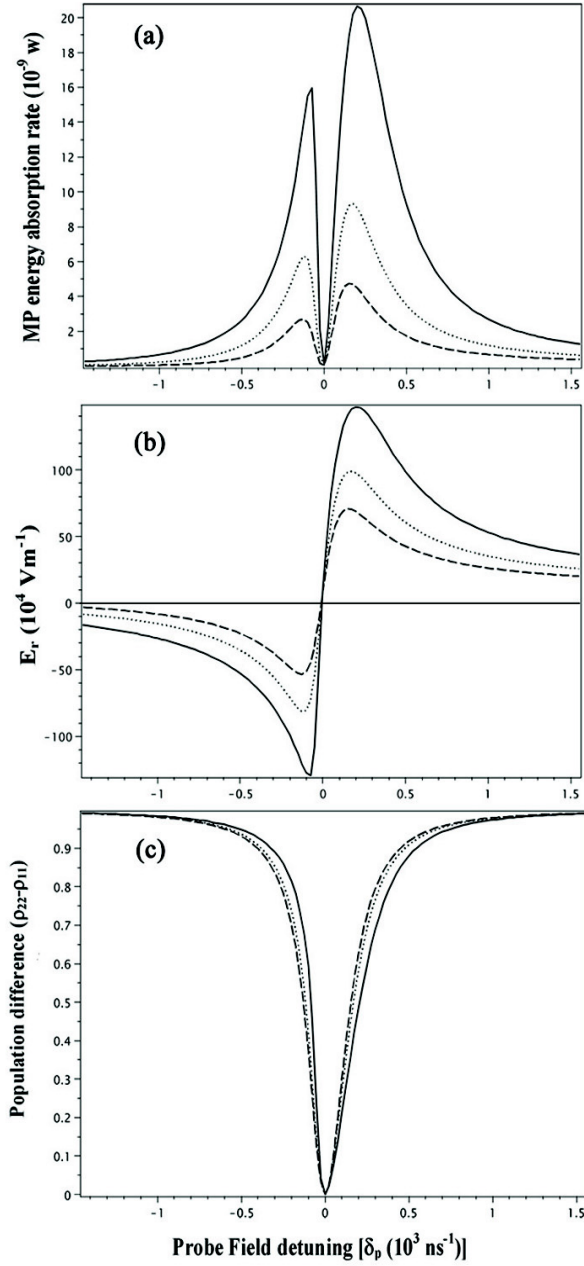 (a)
MP energy absorption rate (10⁻⁹ w)
20
18
16
14
12
10
8
6
4
2
-1 -0.5 0 0.5 1 1.5
(b)
E_r (10⁴ Vm⁻¹)
100
50
0
-50
-100
-1 -0.5 0 0.5 1 1.5
(c)
Population difference (ρ₂₂-ρ₁₁)
0.9
0.8
0.7
0.6
0.5
0.4
0.3
0.2
0.1
0
-1 -0.5 0 0.5 1 1.5
Probe Field detuning [δ_p (10³ ns⁻¹)]